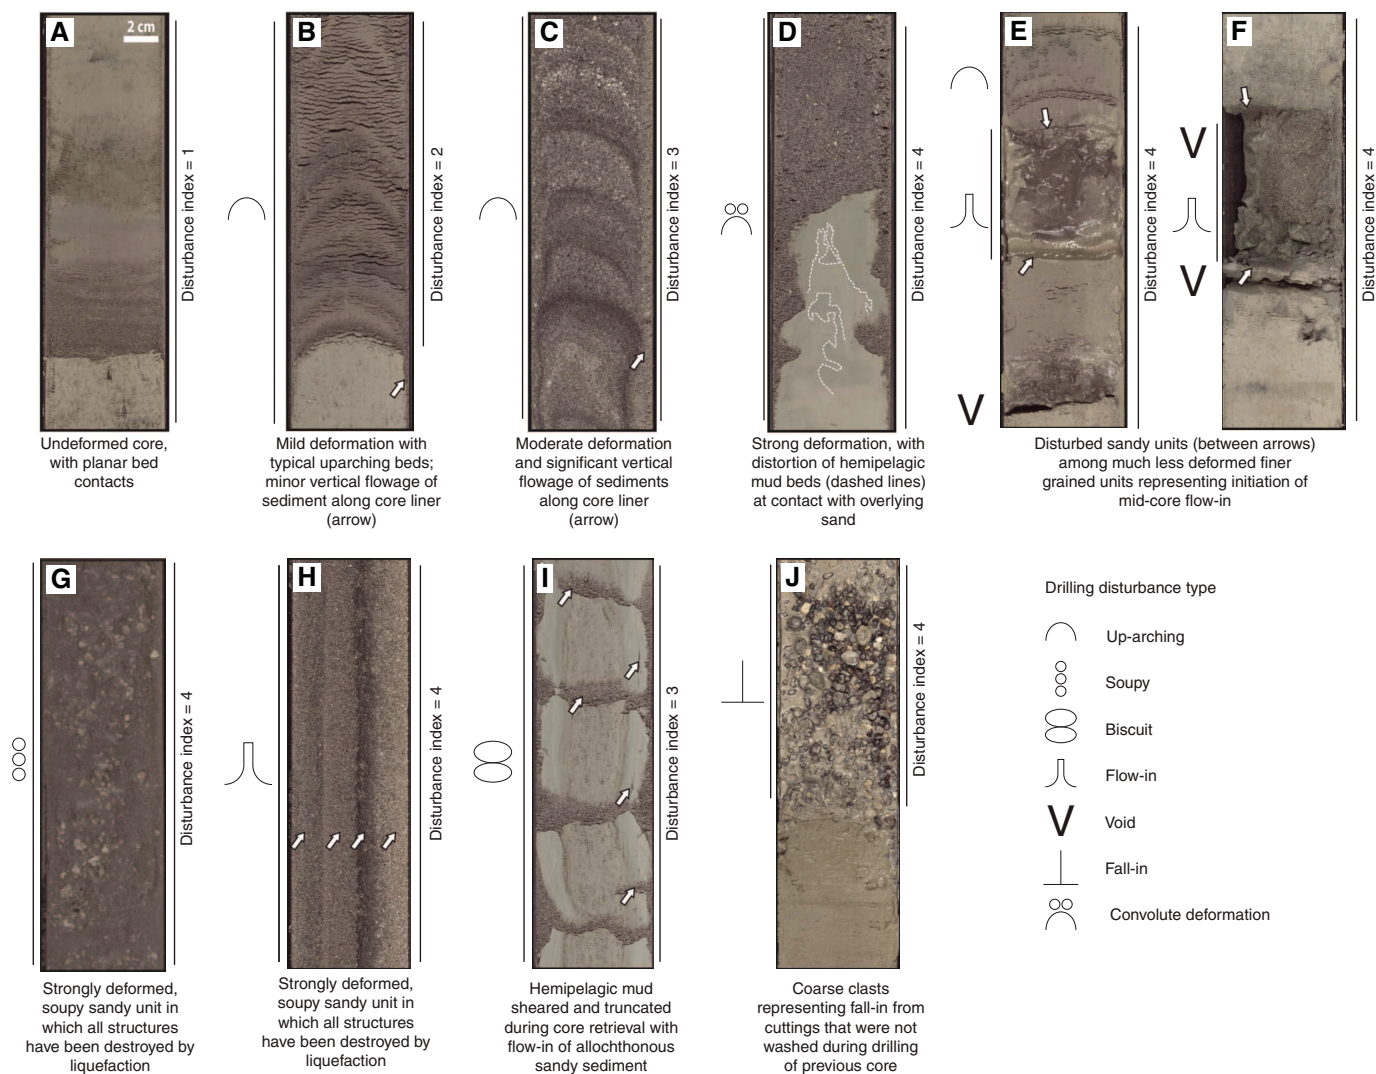 A
2 cm
Disturbance index = 1
Undeformed core,
with planar bed
contacts
B
Disturbance index = 2
Mild deformation with
typical uparching beds;
minor vertical flowage of
sediment along core liner
(arrow)
C
Disturbance index = 3
Moderate deformation
and significant vertical
flowage of sediments
along core liner
(arrow)
D
Disturbance index = 4
Strong deformation, with
distortion of hemipelagic
mud beds (dashed lines)
at contact with overlying
sand
E
V
Disturbance index = 4
F
V
V
Disturbance index = 4
Disturbed sandy units (between arrows)
among much less deformed finer
grained units representing initiation of
mid-core flow-in
G
Disturbance index = 4
Strongly deformed,
soupy sandy unit in
which all structures
have been destroyed by
liquefaction
H
Disturbance index = 4
Strongly deformed,
soupy sandy unit in
which all structures
have been destroyed by
liquefaction
I
Disturbance index = 3
Hemipelagic mud
sheared and truncated
during core retrieval with
flow-in of allochthonous
sandy sediment
J
Disturbance index = 4
Coarse clasts
representing fall-in from
cuttings that were not
washed during drilling
of previous core
Drilling disturbance type
Up-arching
Soupy
Biscuit
Flow-in
V Void
Fall-in
Convolute deformation